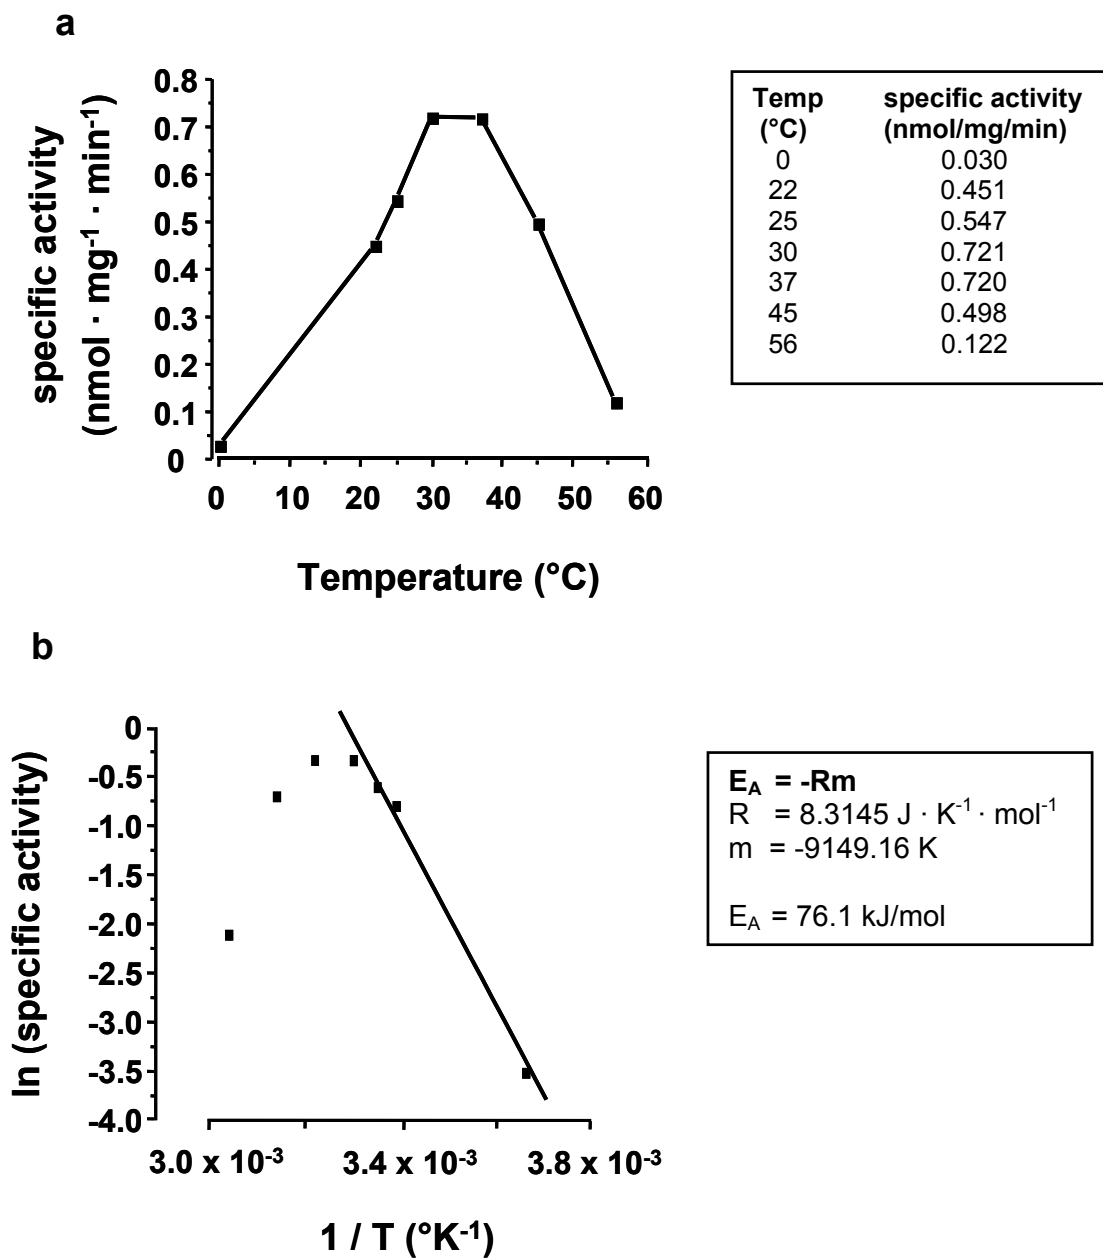 a
specific activity
(nmol · mg⁻¹ · min⁻¹)
0.8
0.7
0.6
0.5
0.4
0.3
0.2
0.1
0
0 10 20 30 40 50 60
Temperature (°C)
Temp specific activity
(°C) (nmol/mg/min)
0 0.030
22 0.451
25 0.547
30 0.721
37 0.720
45 0.498
56 0.122
b
ln (specific activity)
0
-0.5
-1.0
-1.5
-2.0
-2.5
-3.0
-3.5
-4.0
3.0 x 10⁻³ 3.4 x 10⁻³ 3.8 x 10⁻³
1 / T (°K⁻¹)
E_A = -Rm
R = 8.3145 J · K⁻¹ · mol⁻¹
m = -9149.16 K
E_A = 76.1 kJ/mol